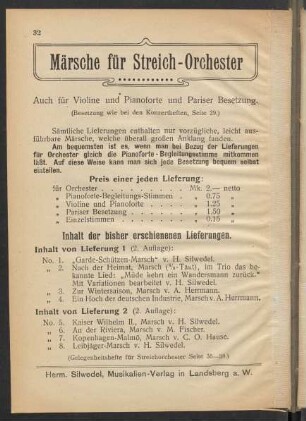 32
Märsche für Streich-Orchester
Auch für Violine und Pianoforte und Pariser Besetzung.
(Besetzung wie bei den Konzertheften, Seite 29.)
Sämtliche Lieferungen enthalten nur vorzügliche, leicht aus-
führbare Märsche, welche überall großen Anklang fanden.
Am bequemsten ist es, wenn man bei Bezug der Lieferungen
für Orchester gleich die Pianoforte-Begleitungsstimme mitkommen
läßt. Auf diese Weise kann man sich jede Besetzung bequem selbst
einteilen.
Preis einer jeden Lieferung:
für Orchester . . . . . . . . . . . Mk. 2.— netto
„ Pianoforte-Begleitungs-Stimmen . . „ 0.75 „
„ Violine und Pianoforte . . . . . „ 1.25 „
„ Pariser Besetzung . . . . . . . „ 1.50 „
„ Einzelstimmen . . . . . . . . . „ 0.15 „
Inhalt der bisher erschienenen Lieferungen.
Inhalt von Lieferung 1 (2. Auflage):
No. 1. „Garde-Schützen-Marsch" v. H. Silwedel.
„ 2. Nach der Heimat, Marsch (⁶/₈-Takt), im Trio das be-
kannte Lied: „Müde kehrt ein Wandersmann zurück."
Mit Variationen bearbeitet v. H. Silwedel.
„ 3. Zur Wintersaison, Marsch v. A. Herrmann.
„ 4. Ein Hoch der deutschen Industrie, Marsch v. A. Herrmann.
Inhalt von Lieferung 2 (2. Auflage):
No. 5. Kaiser Wilhelm II., Marsch v. H. Silwedel.
„ 6. An der Riviera, Marsch v. M. Fischer.
„ 7. Kopenhagen-Malmö, Marsch v. C. O. Haase.
„ 8. Leibjäger-Marsch v. H. Silwedel.
(Gelegenheitshefte für Streichorchester Seite
Herm. Silwedel, Musikalien-Verlag in Landsberg a. W.